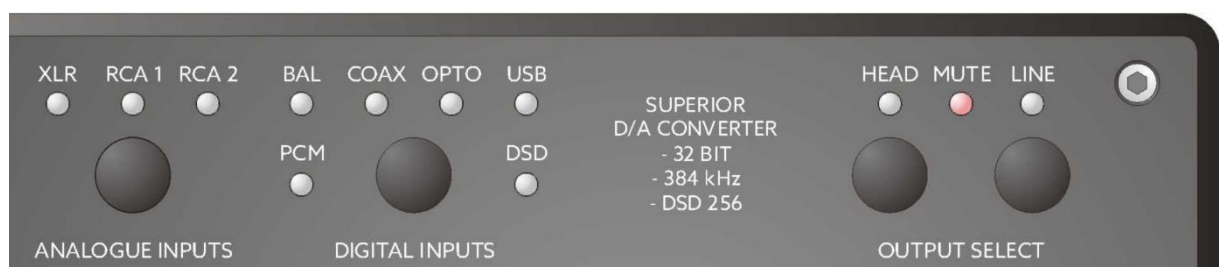 XLR RCA 1 RCA 2 BAL COAX OPTO USB HEAD MUTE LINE
SUPERIOR
D/A CONVERTER
PCM DSD - 32 BIT
- 384 kHz
- DSD 256
ANALOGUE INPUTS DIGITAL INPUTS OUTPUT SELECT